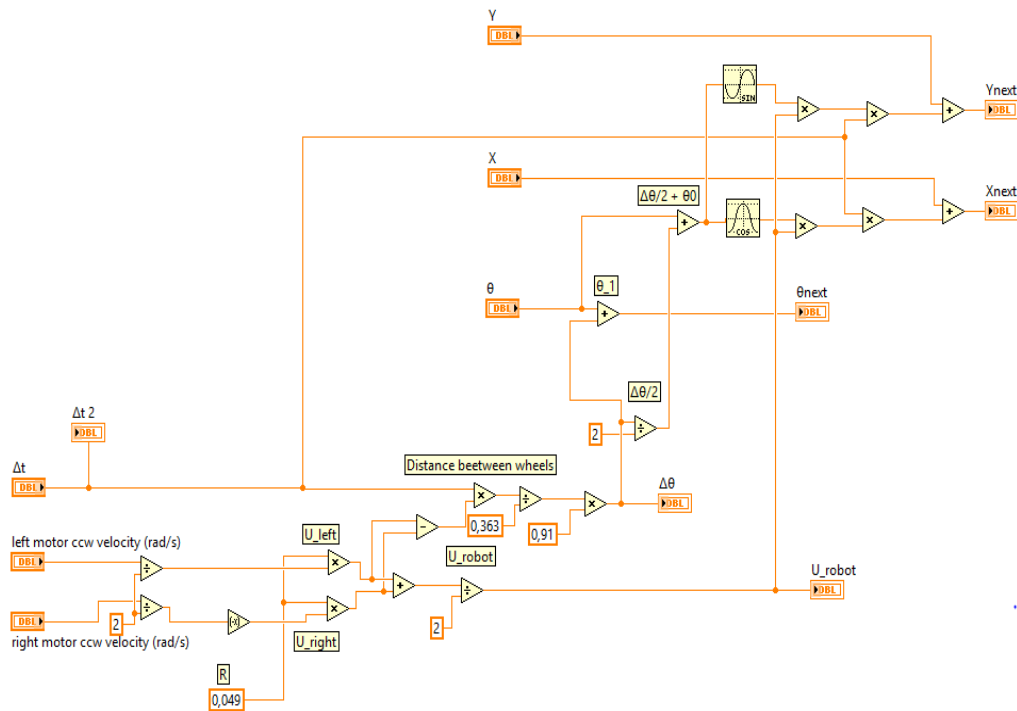 Y
DBL
SIN
Ynext
DBL
X
DBL
Δθ/2 + θ0
COS
Xnext
DBL
θ
DBL
θ_1
θnext
DBL
Δθ/2
2
Δt 2
DBL
Δt
DBL
Distance beetween wheels
0,363
0,91
Δθ
DBL
left motor ccw velocity (rad/s)
DBL
U_left
U_robot
U_robot
DBL
DBL
2
right motor ccw velocity (rad/s)
U_right
2
R
0,049